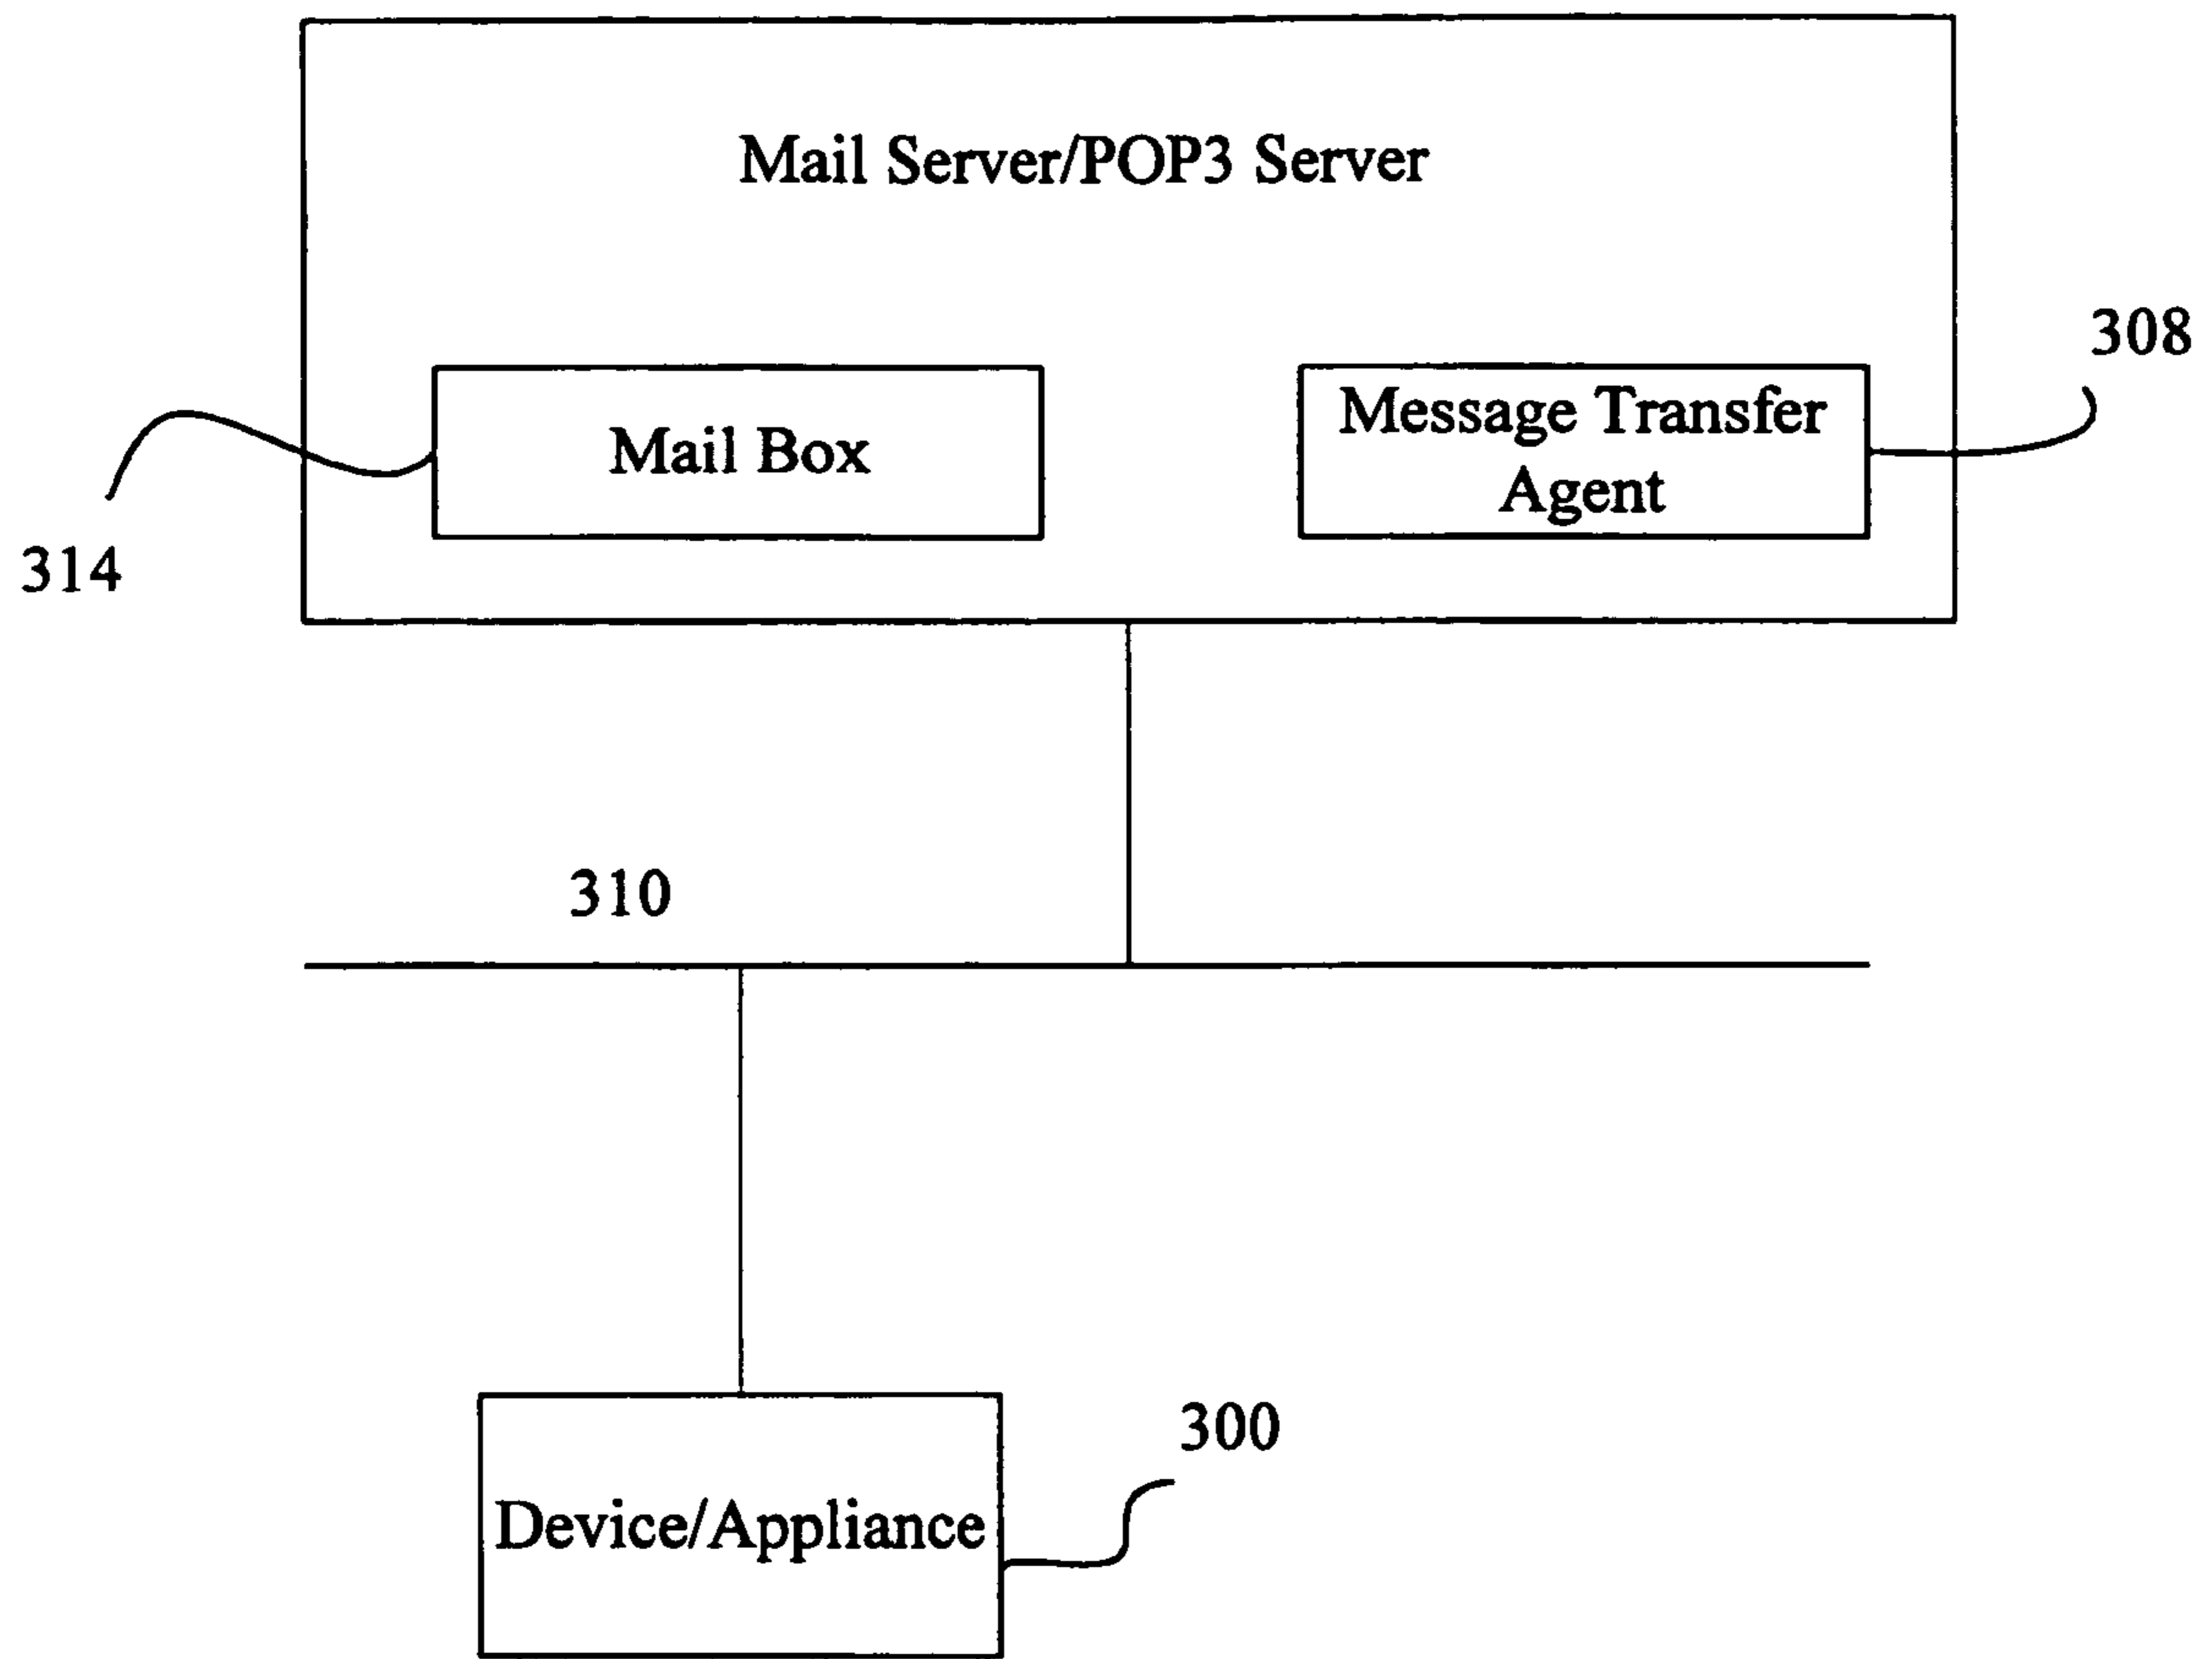 Mail Server/POP3 Server
308
Mail Box
Message Transfer
Agent
314
310
300
Device/Appliance